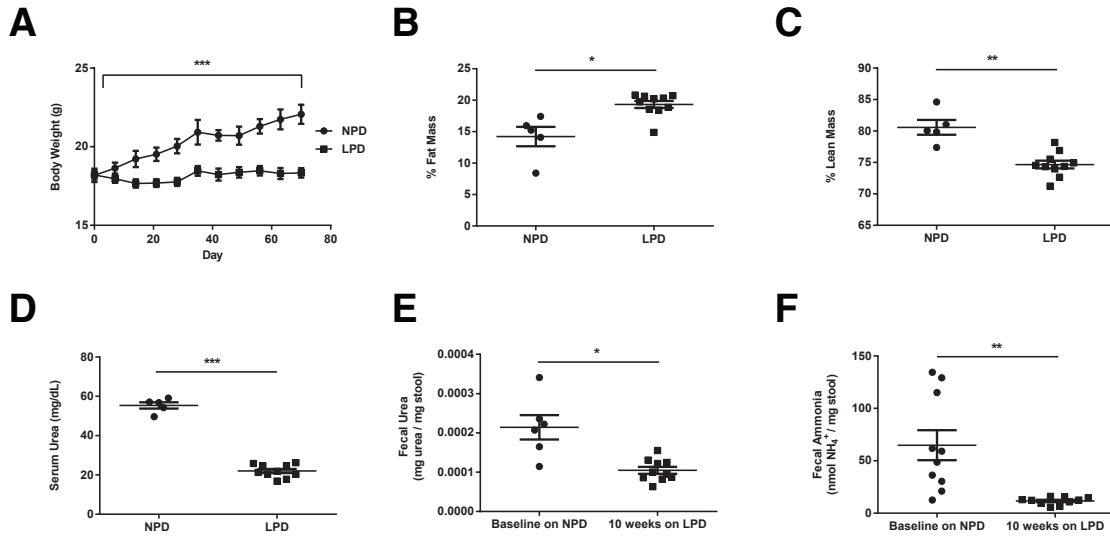 A
***
Body Weight (g)
25
20
15
0
20
40
60
80
Day
NPD
LPD
B
*
% Fat Mass
25
20
15
10
5
0
NPD
LPD
C
**
% Lean Mass
90
85
80
75
70
65
NPD
LPD
D
***
Serum Urea (mg/dL)
80
60
40
20
0
NPD
LPD
E
*
Fecal Urea
(mg urea / mg stool)
0.0004
0.0003
0.0002
0.0001
0.0000
Baseline on NPD
10 weeks on LPD
F
**
Fecal Ammonia
(nmol NH₄⁺/ mg stool)
150
100
50
0
Baseline on NPD
10 weeks on LPD